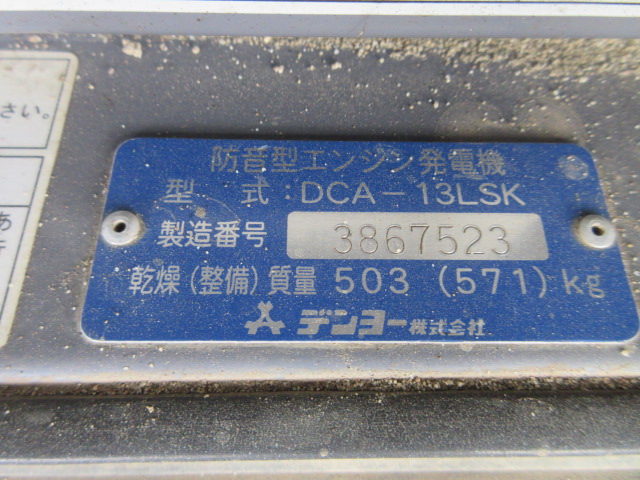 さい。
あ
防音型エンジン発電機
型 式:DCA-13LSK
製造番号 3867523
乾燥(整備)質量 503 (571)kg
デンヨー株式会社